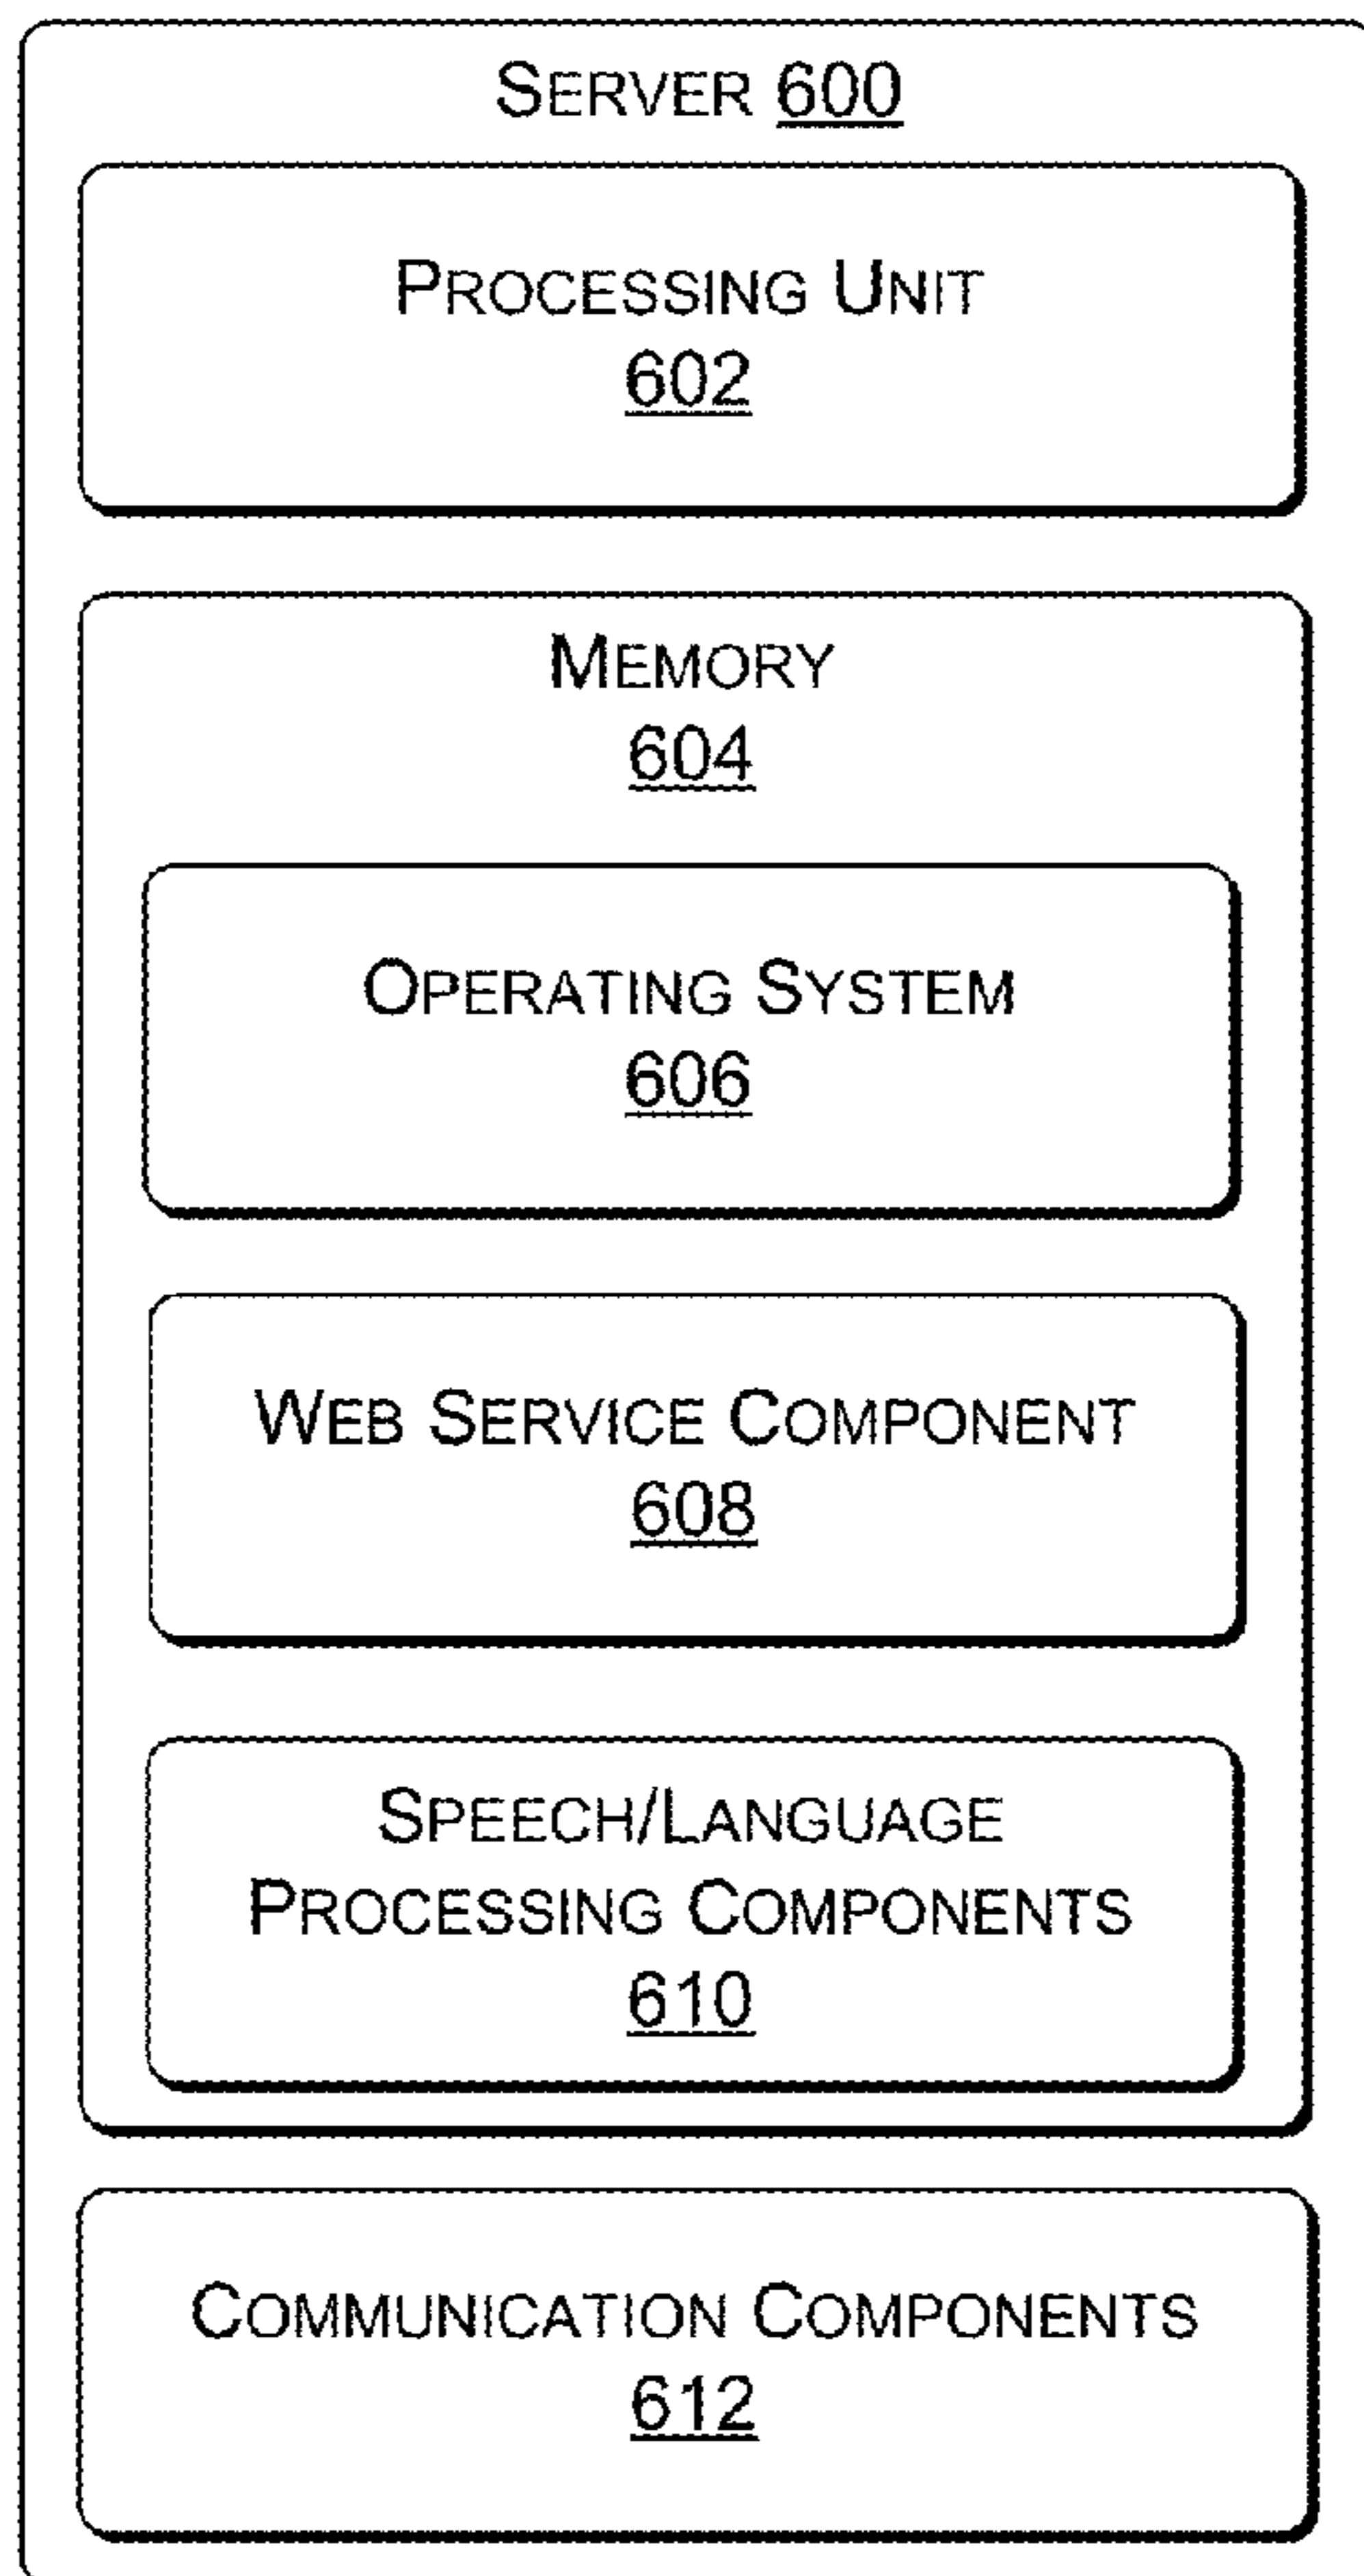 SERVER 600
PROCESSING UNIT
602
MEMORY
604
OPERATING SYSTEM
606
WEB SERVICE COMPONENT
608
SPEECH/LANGUAGE
PROCESSING COMPONENTS
610
COMMUNICATION COMPONENTS
612